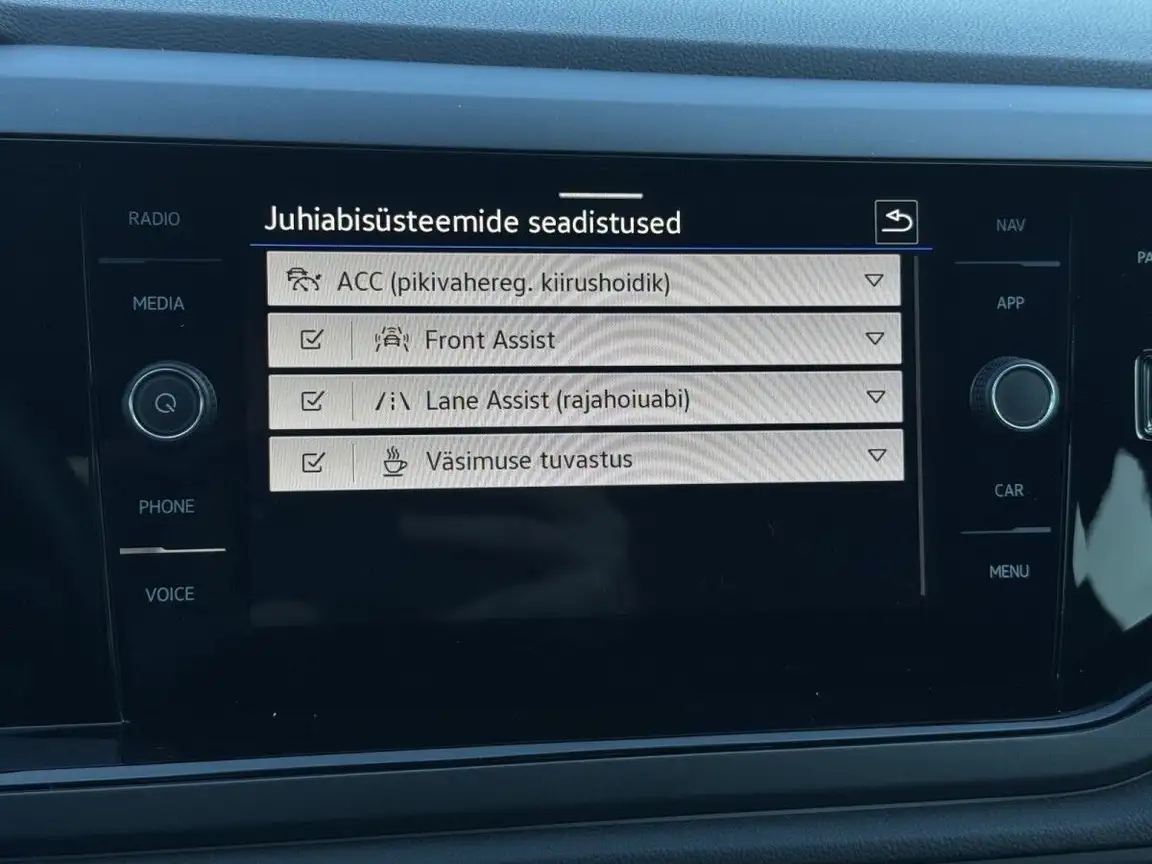 RADIO
MEDIA
PHONE
VOICE
Juhiabisüsteemide seadistused
ACC (pikivahereg. kiirushoidik)
Front Assist
Lane Assist (rajahoiuabi)
Väsimuse tuvastus
NAV
APP
CAR
MENU